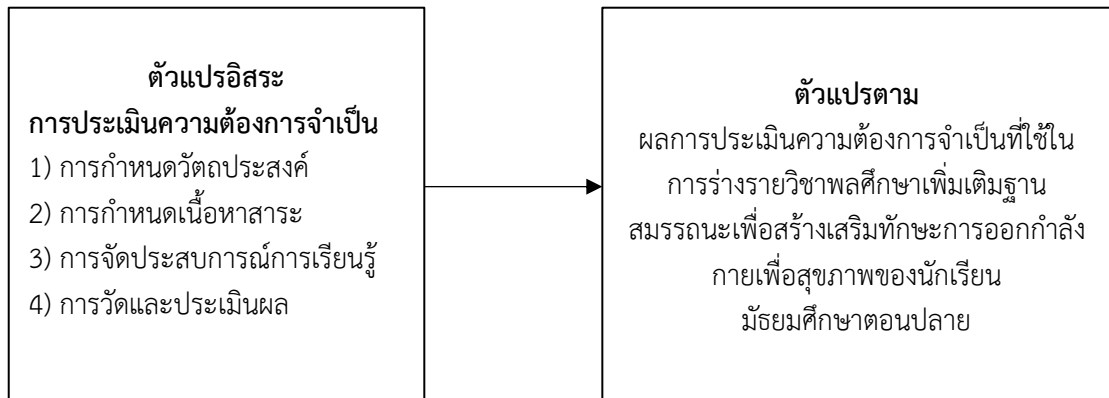 ตัวแปรอิสระ
การประเมินความต้องการจำเป็น
1) การกำหนดวัตถุประสงค์
2) การกำหนดเนื้อหาสาระ
3) การจัดประสบการณ์การเรียนรู้
4) การวัดและประเมินผล
ตัวแปรตาม
ผลการประเมินความต้องการจำเป็นที่ใช้ใน
การร่างรายวิชาพลศึกษาเพิ่มเติมฐาน
สมรรถนะเพื่อสร้างเสริมทักษะการออกกำลัง
กายเพื่อสุขภาพของนักเรียน
มัธยมศึกษาตอนปลาย